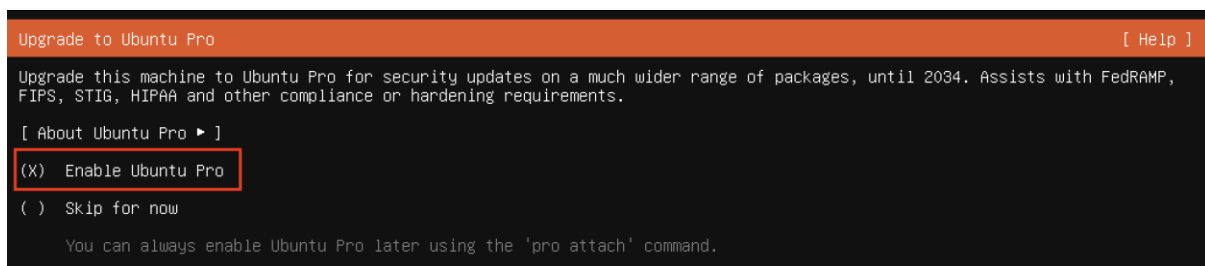 Upgrade to Ubuntu Pro [ Help ]
Upgrade this machine to Ubuntu Pro for security updates on a much wider range of packages, until 2034. Assists with FedRAMP,
FIPS, STIG, HIPAA and other compliance or hardening requirements.
[ About Ubuntu Pro ▸ ]
(X) Enable Ubuntu Pro
( ) Skip for now
You can always enable Ubuntu Pro later using the 'pro attach' command.